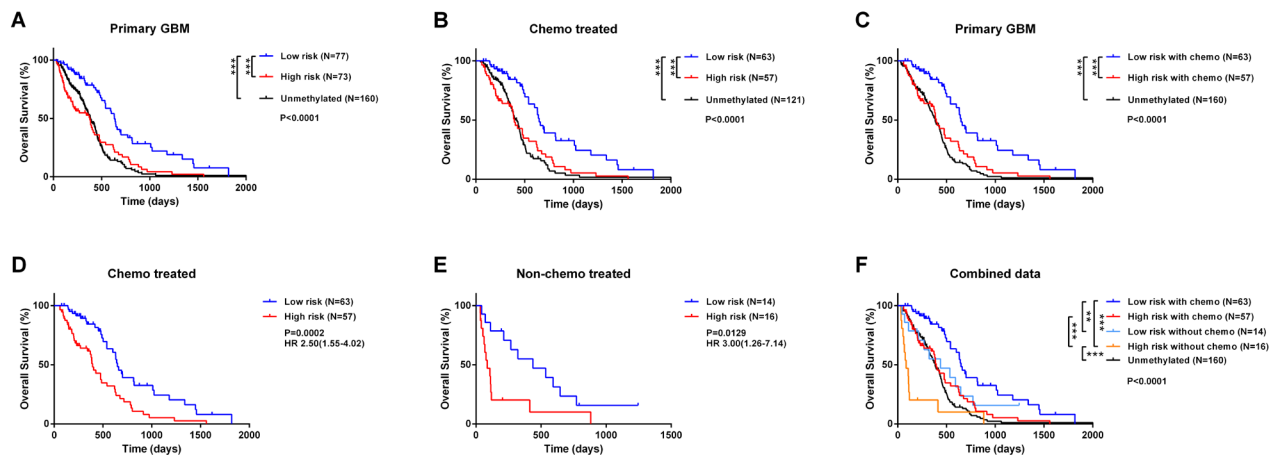 A
Primary GBM
Overall Survival (%)
100
50
0
0 500 1000 1500 2000
Time (days)
Low risk (N=77)
High risk (N=73)
Unmethylated (N=160)
P<0.0001
***
***
B
Chemo treated
Overall Survival (%)
100
50
0
0 500 1000 1500 2000
Time (days)
Low risk (N=63)
High risk (N=57)
Unmethylated (N=121)
P<0.0001
***
***
C
Primary GBM
Overall Survival (%)
100
50
0
0 500 1000 1500 2000
Time (days)
Low risk with chemo (N=63)
High risk with chemo (N=57)
Unmethylated (N=160)
P<0.0001
***
***
D
Chemo treated
Overall Survival (%)
100
50
0
0 500 1000 1500 2000
Time (days)
Low risk (N=63)
High risk (N=57)
P=0.0002
HR 2.50(1.55-4.02)
E
Non-chemo treated
Overall Survival (%)
100
50
0
0 500 1000 1500
Time (days)
Low risk (N=14)
High risk (N=16)
P=0.0129
HR 3.00(1.26-7.14)
F
Combined data
Overall Survival (%)
100
50
0
0 500 1000 1500 2000
Time (days)
Low risk with chemo (N=63)
High risk with chemo (N=57)
Low risk without chemo (N=14)
High risk without chemo (N=16)
Unmethylated (N=160)
P<0.0001
***
**
***
***